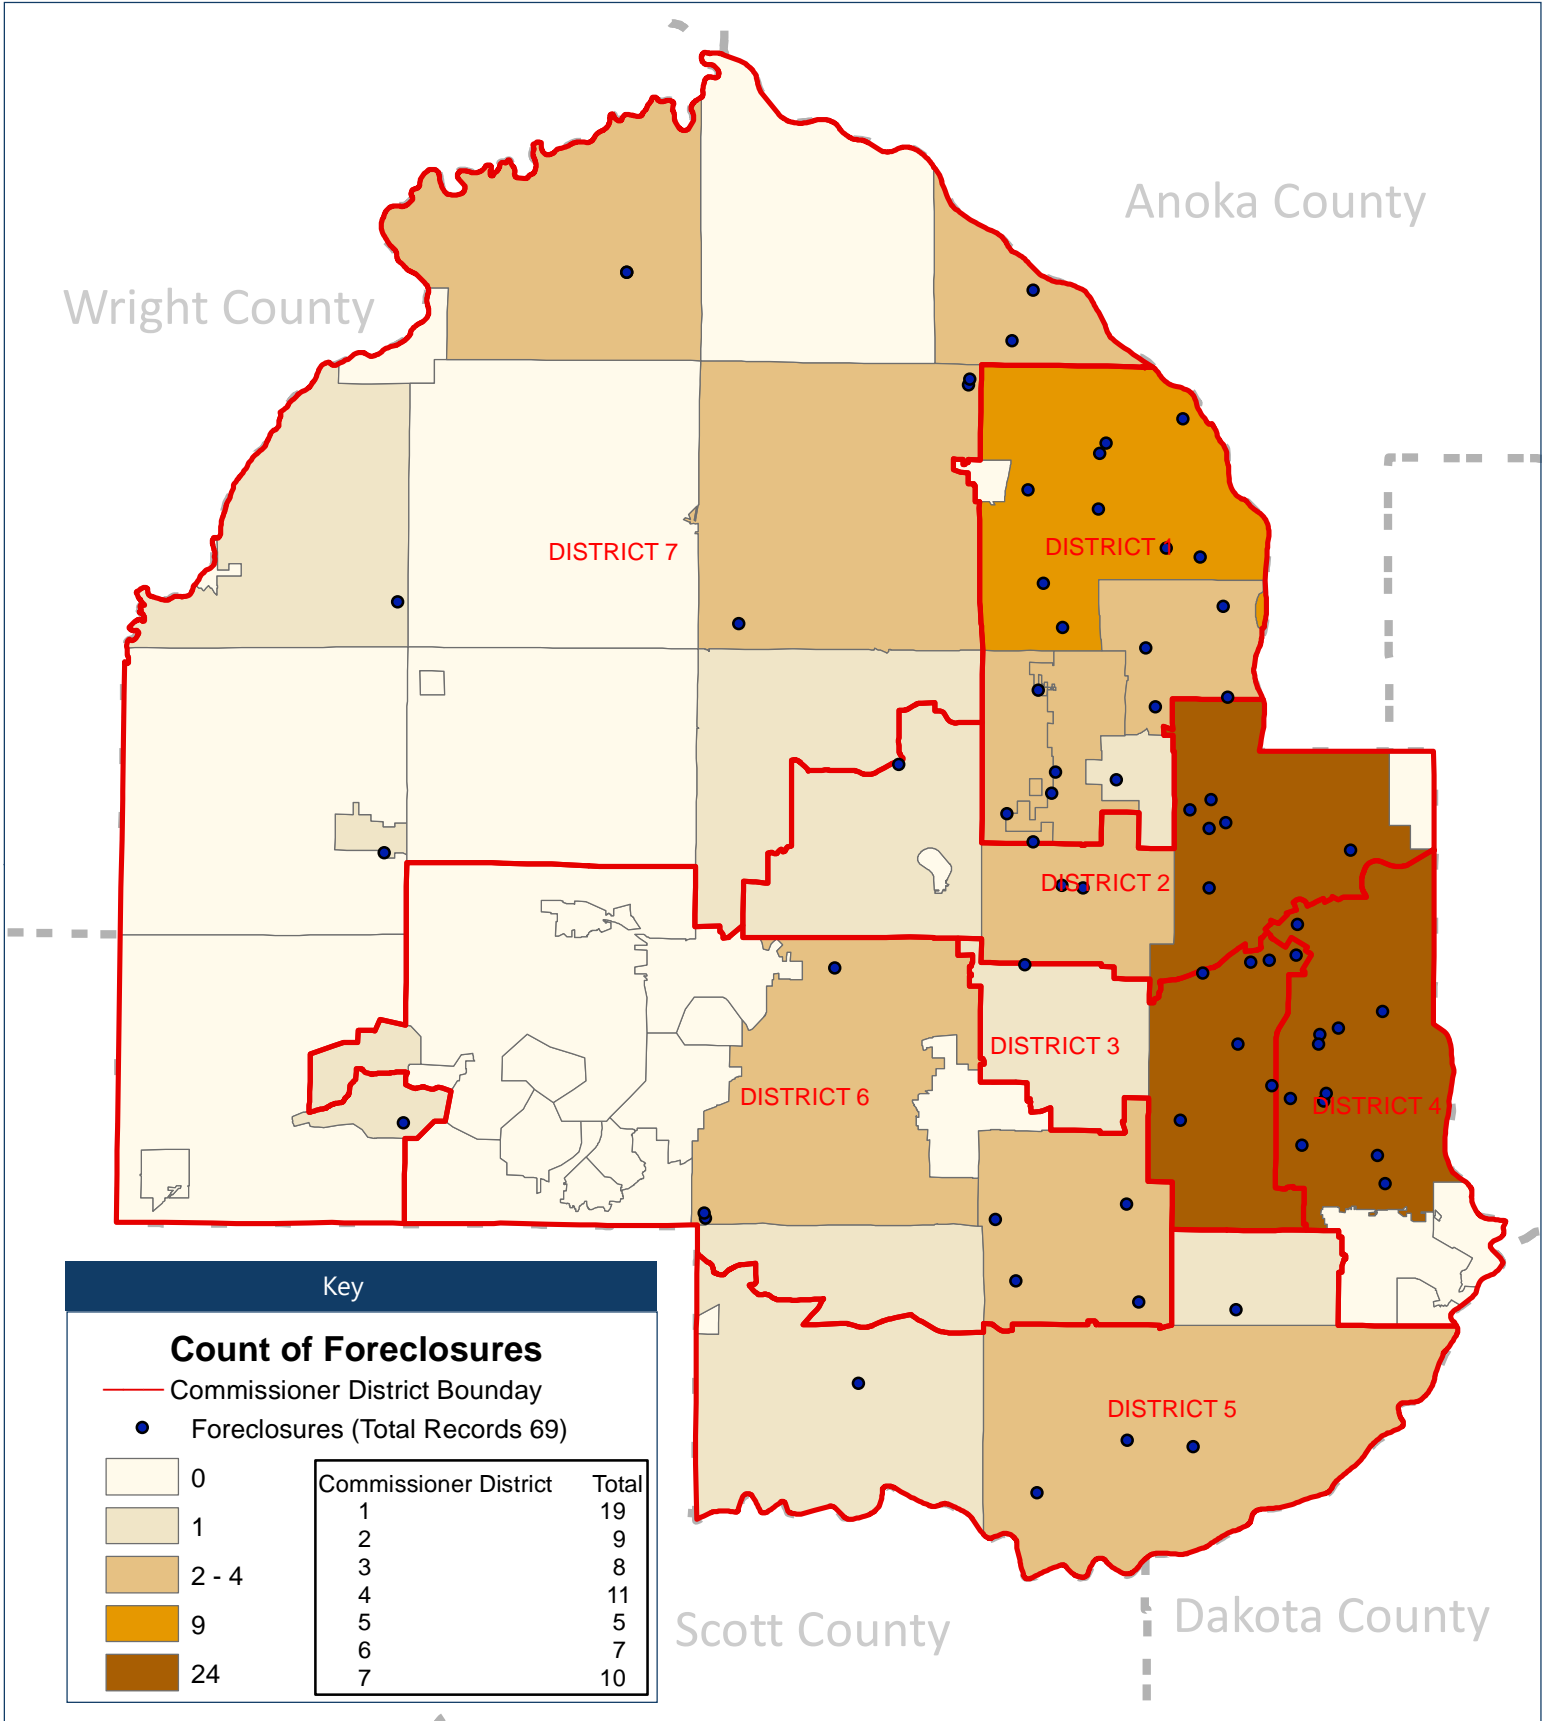 Anoka County
Wright County
DISTRICT 7
DISTRICT 1
DISTRICT 2
DISTRICT 3
DISTRICT 6
DISTRICT 4
DISTRICT 5
Key
Count of Foreclosures
Commissioner District Bounday
Foreclosures (Total Records 69)
0
1
2 - 4
9
24
Commissioner District Total
1 19
2 9
3 8
4 11
5 5
6 7
7 10
Scott County
Dakota County